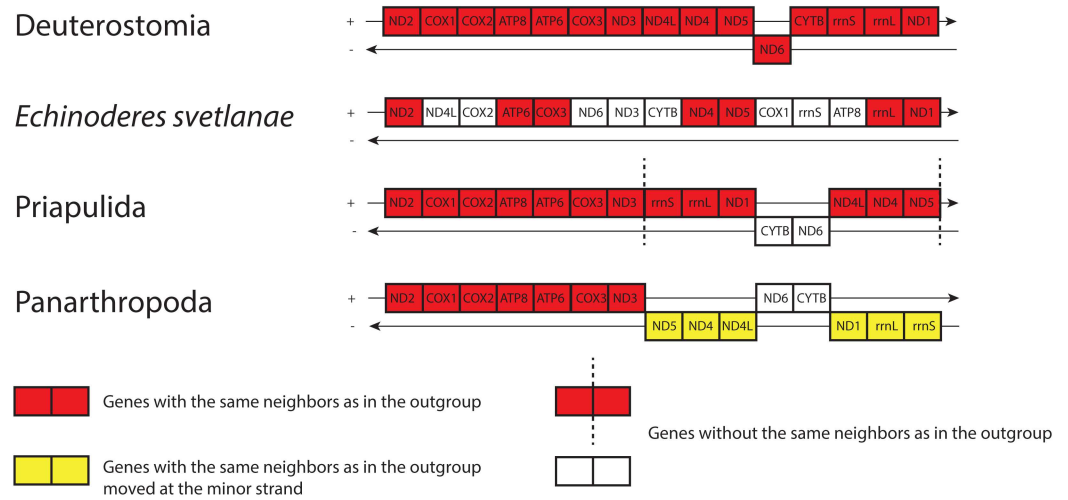 Deuterostomia
+ ND2 COX1 COX2 ATP8 ATP6 COX3 ND3 ND4L ND4 ND5 CYTB rrnS rrnL ND1
- ND6
Echinoderes svetlanae
+ ND2 ND4L COX2 ATP6 COX3 ND6 ND3 CYTB ND4 ND5 COX1 rrnS ATP8 rrnL ND1
-
Priapulida
+ ND2 COX1 COX2 ATP8 ATP6 COX3 ND3 rrnS rrnL ND1 ND4L ND4 ND5
- CYTB ND6
Panarthropoda
+ ND2 COX1 COX2 ATP8 ATP6 COX3 ND3 ND6 CYTB
- ND5 ND4 ND4L ND1 rrnL rrnS
Genes with the same neighbors as in the outgroup
Genes with the same neighbors as in the outgroup
moved at the minor strand
Genes without the same neighbors as in the outgroup